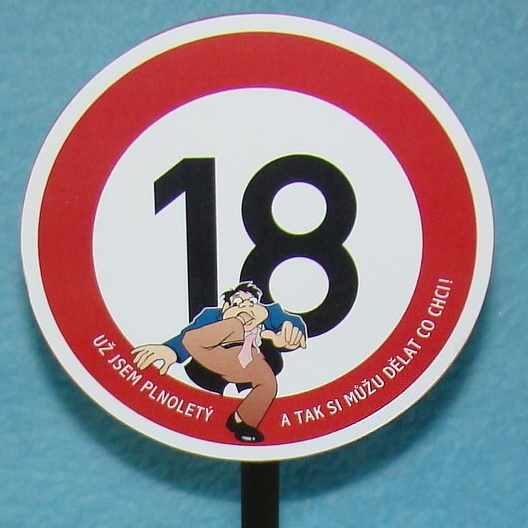 18
UŽ JSEM PLNOLETÝ
A TAK SI MŮŽU DĚLAT CO CHCI!